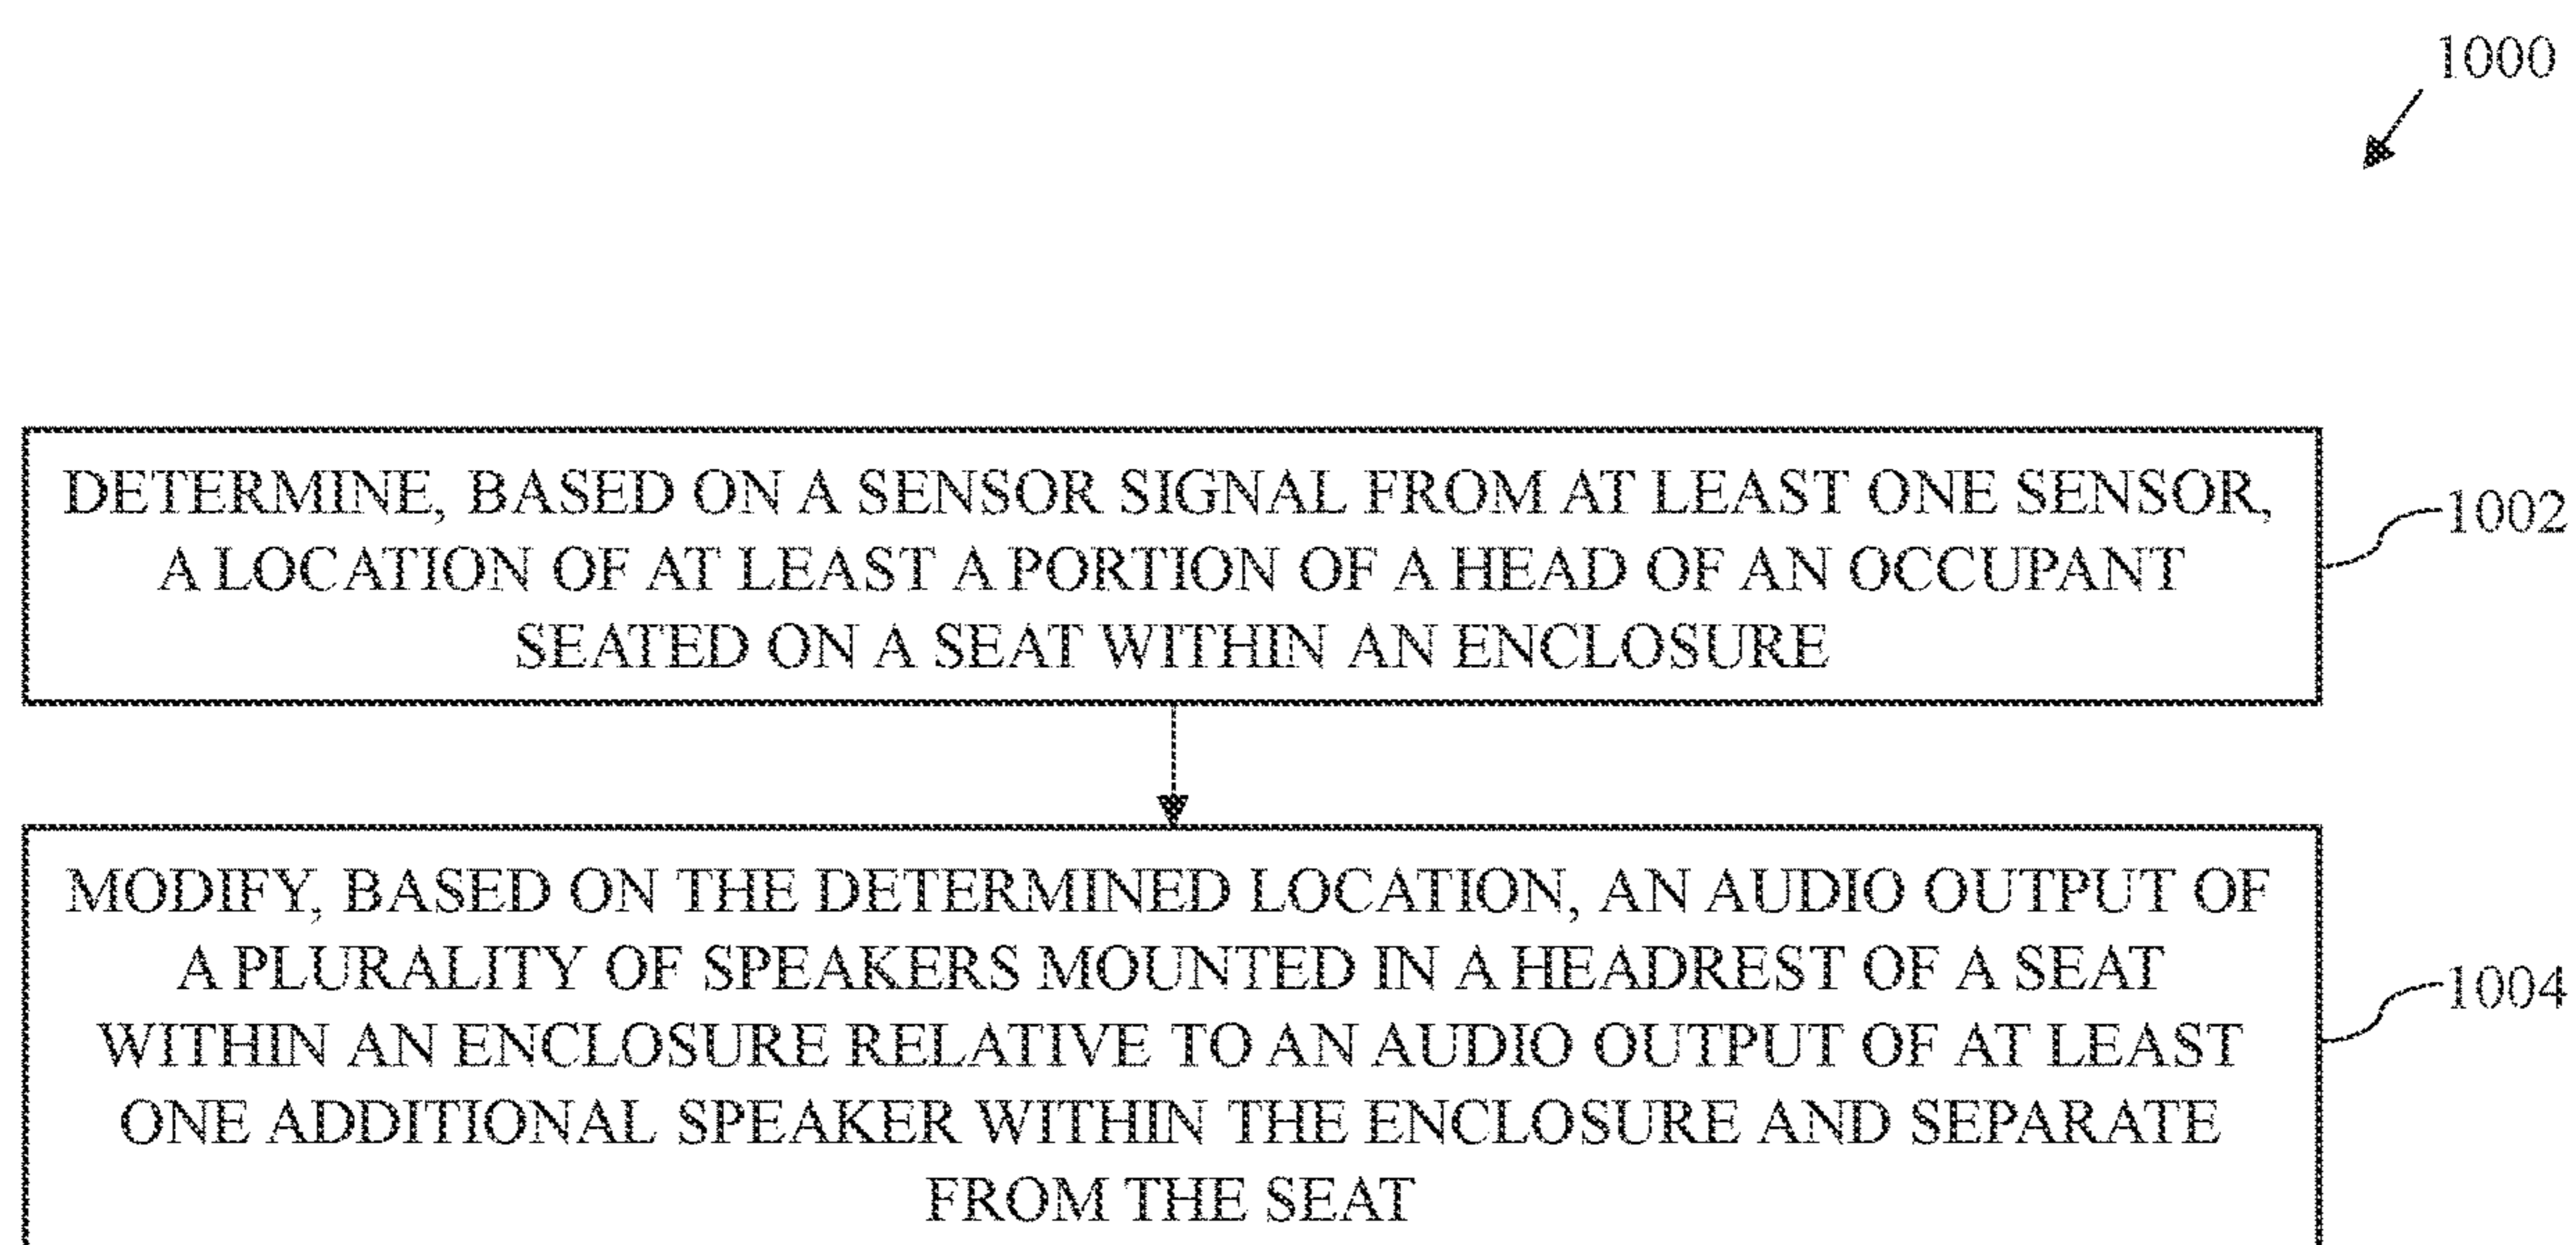 1000
DETERMINE, BASED ON A SENSOR SIGNAL FROM AT LEAST ONE SENSOR,
A LOCATION OF AT LEAST A PORTION OF A HEAD OF AN OCCUPANT
SEATED ON A SEAT WITHIN AN ENCLOSURE
1002
MODIFY, BASED ON THE DETERMINED LOCATION, AN AUDIO OUTPUT OF
A PLURALITY OF SPEAKERS MOUNTED IN A HEADREST OF A SEAT
WITHIN AN ENCLOSURE RELATIVE TO AN AUDIO OUTPUT OF AT LEAST
ONE ADDITIONAL SPEAKER WITHIN THE ENCLOSURE AND SEPARATE
FROM THE SEAT
1004